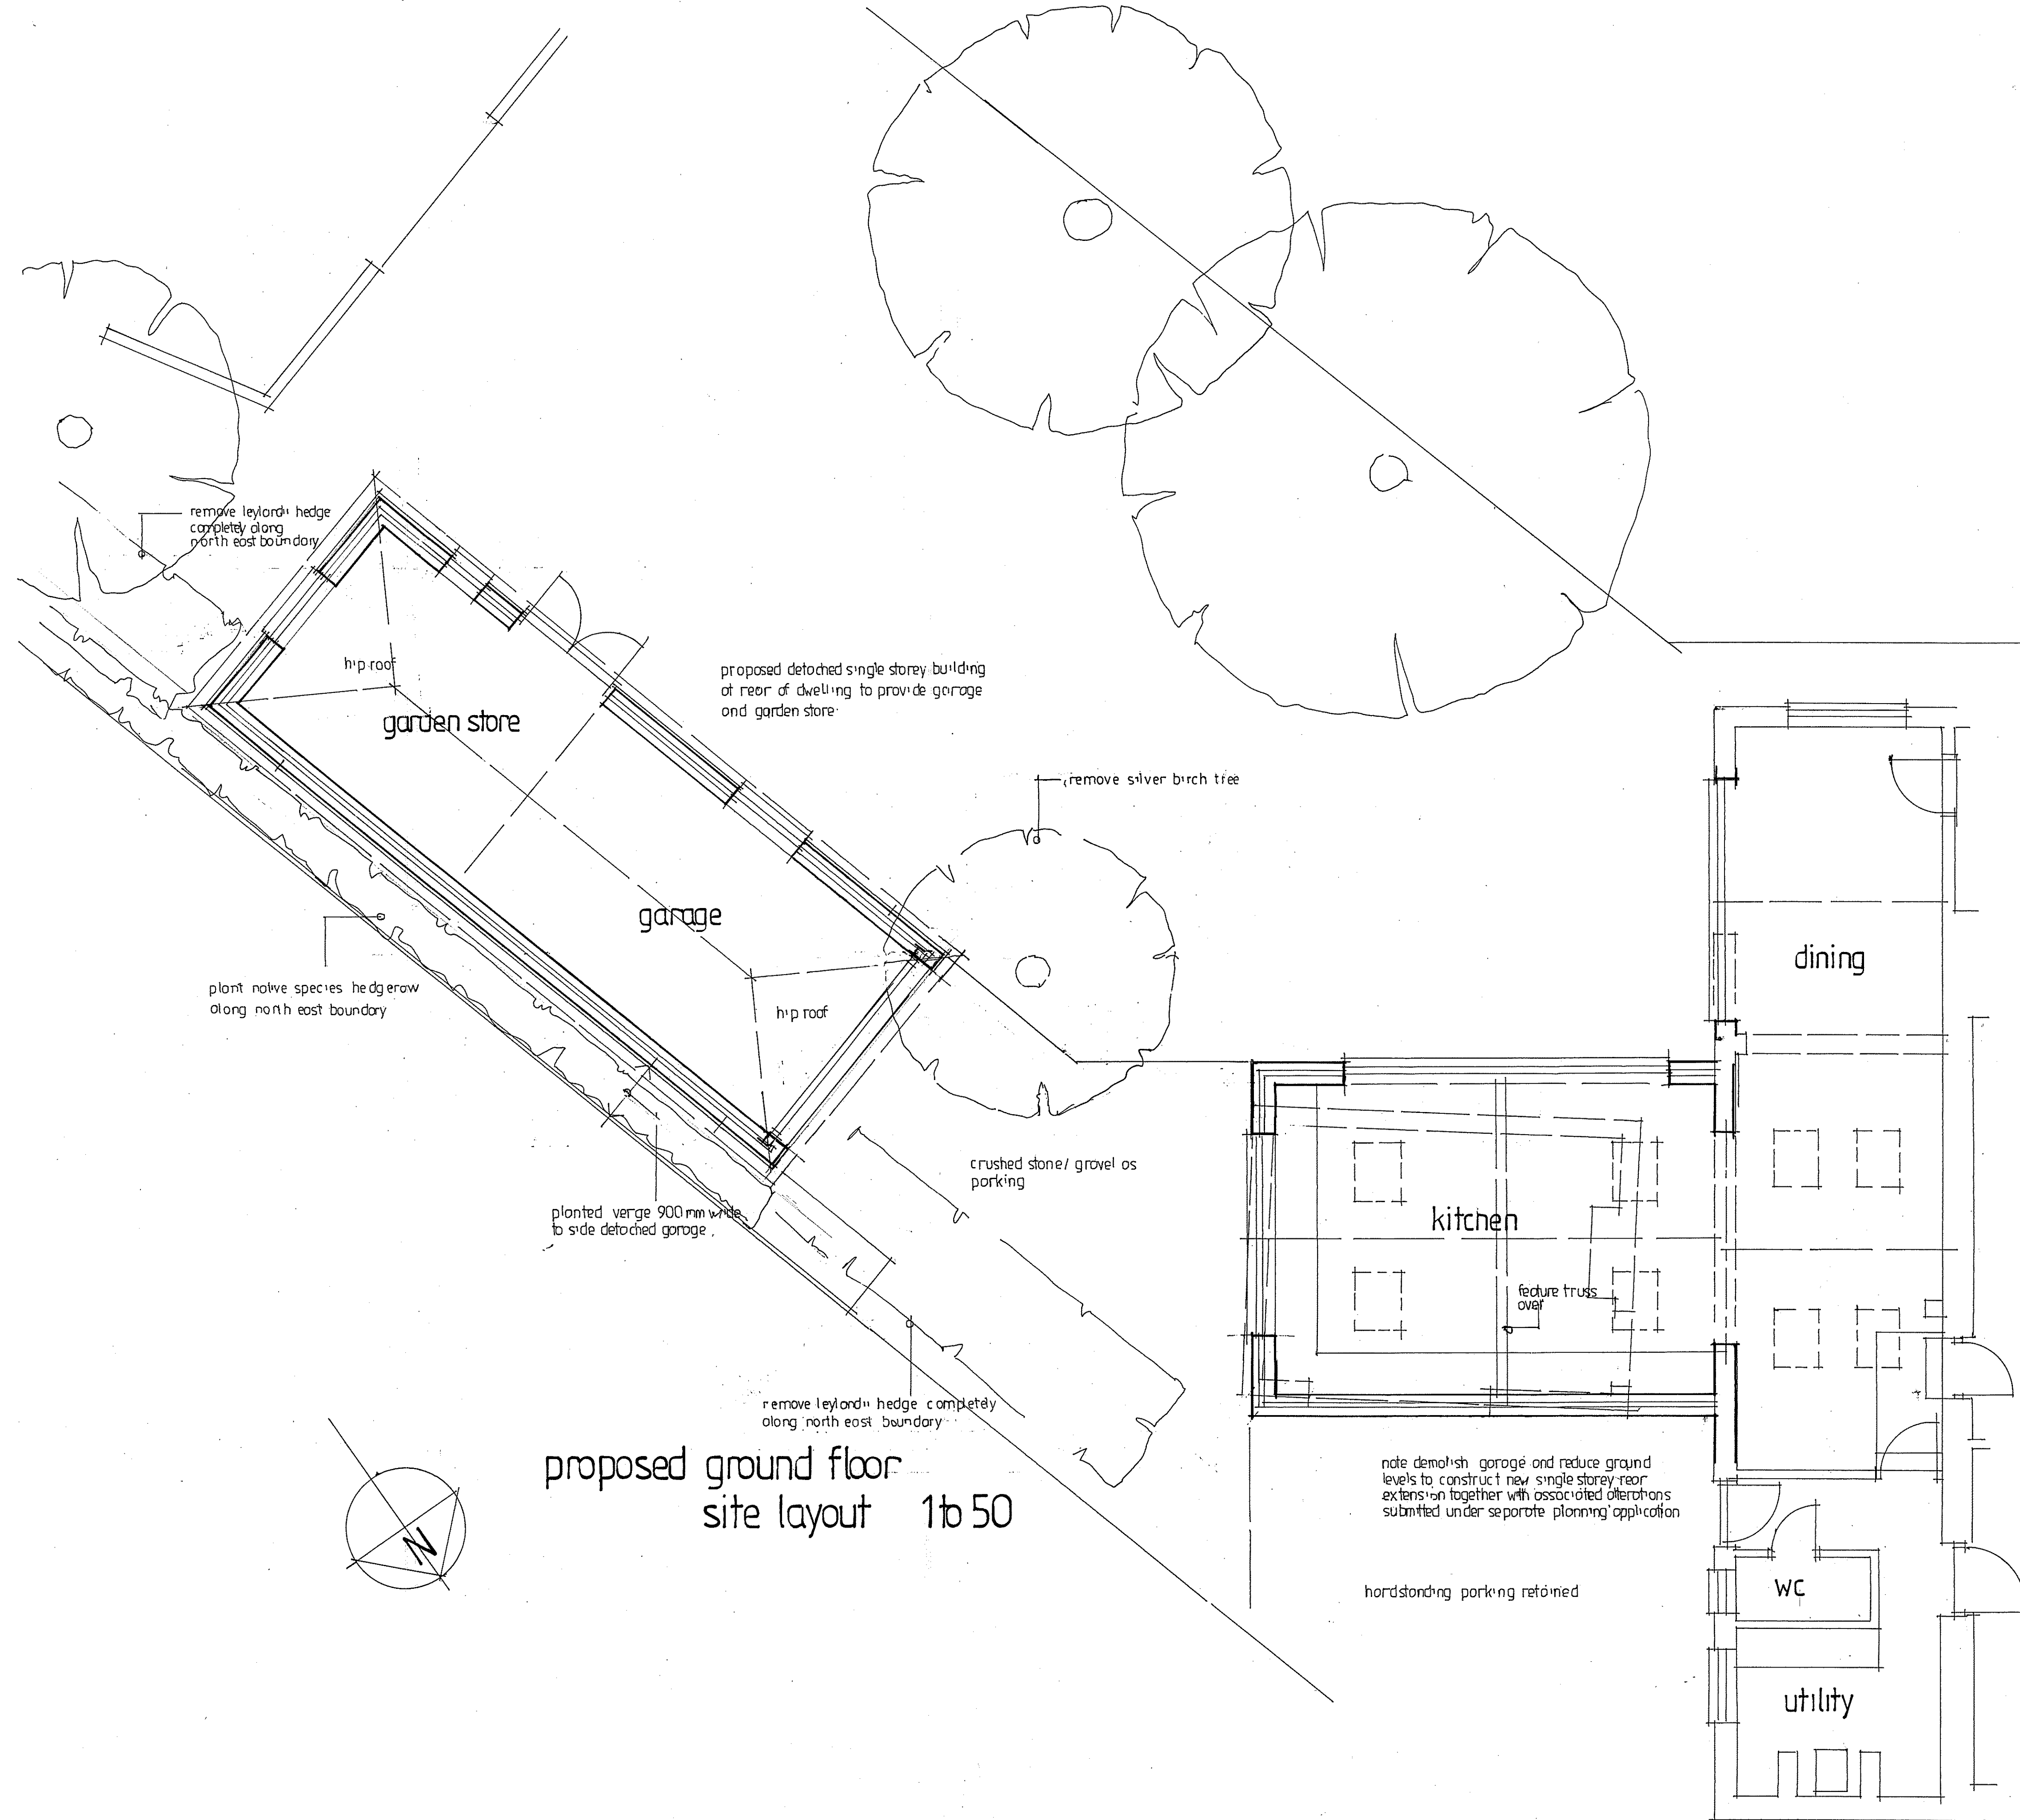 remove leylandii hedge
completely along
north east boundary
hip roof
garden store
proposed detached single storey building
at rear of dwelling to provide garage
and garden store
remove silver birch tree
garage
dining
plant native species hedgerow
along north east boundary
hip roof
crushed stone/ gravel as
parking
planted verge 900mm wide
to side detached garage
kitchen
feature truss
over
remove leylandii hedge completely
along north east boundary
proposed ground floor
site layout 1to 50
N
note demolish garage and reduce ground
levels to construct new single storey rear
extension together with associated alterations
submitted under separate planning application
hardstanding parking retained
wc
utility